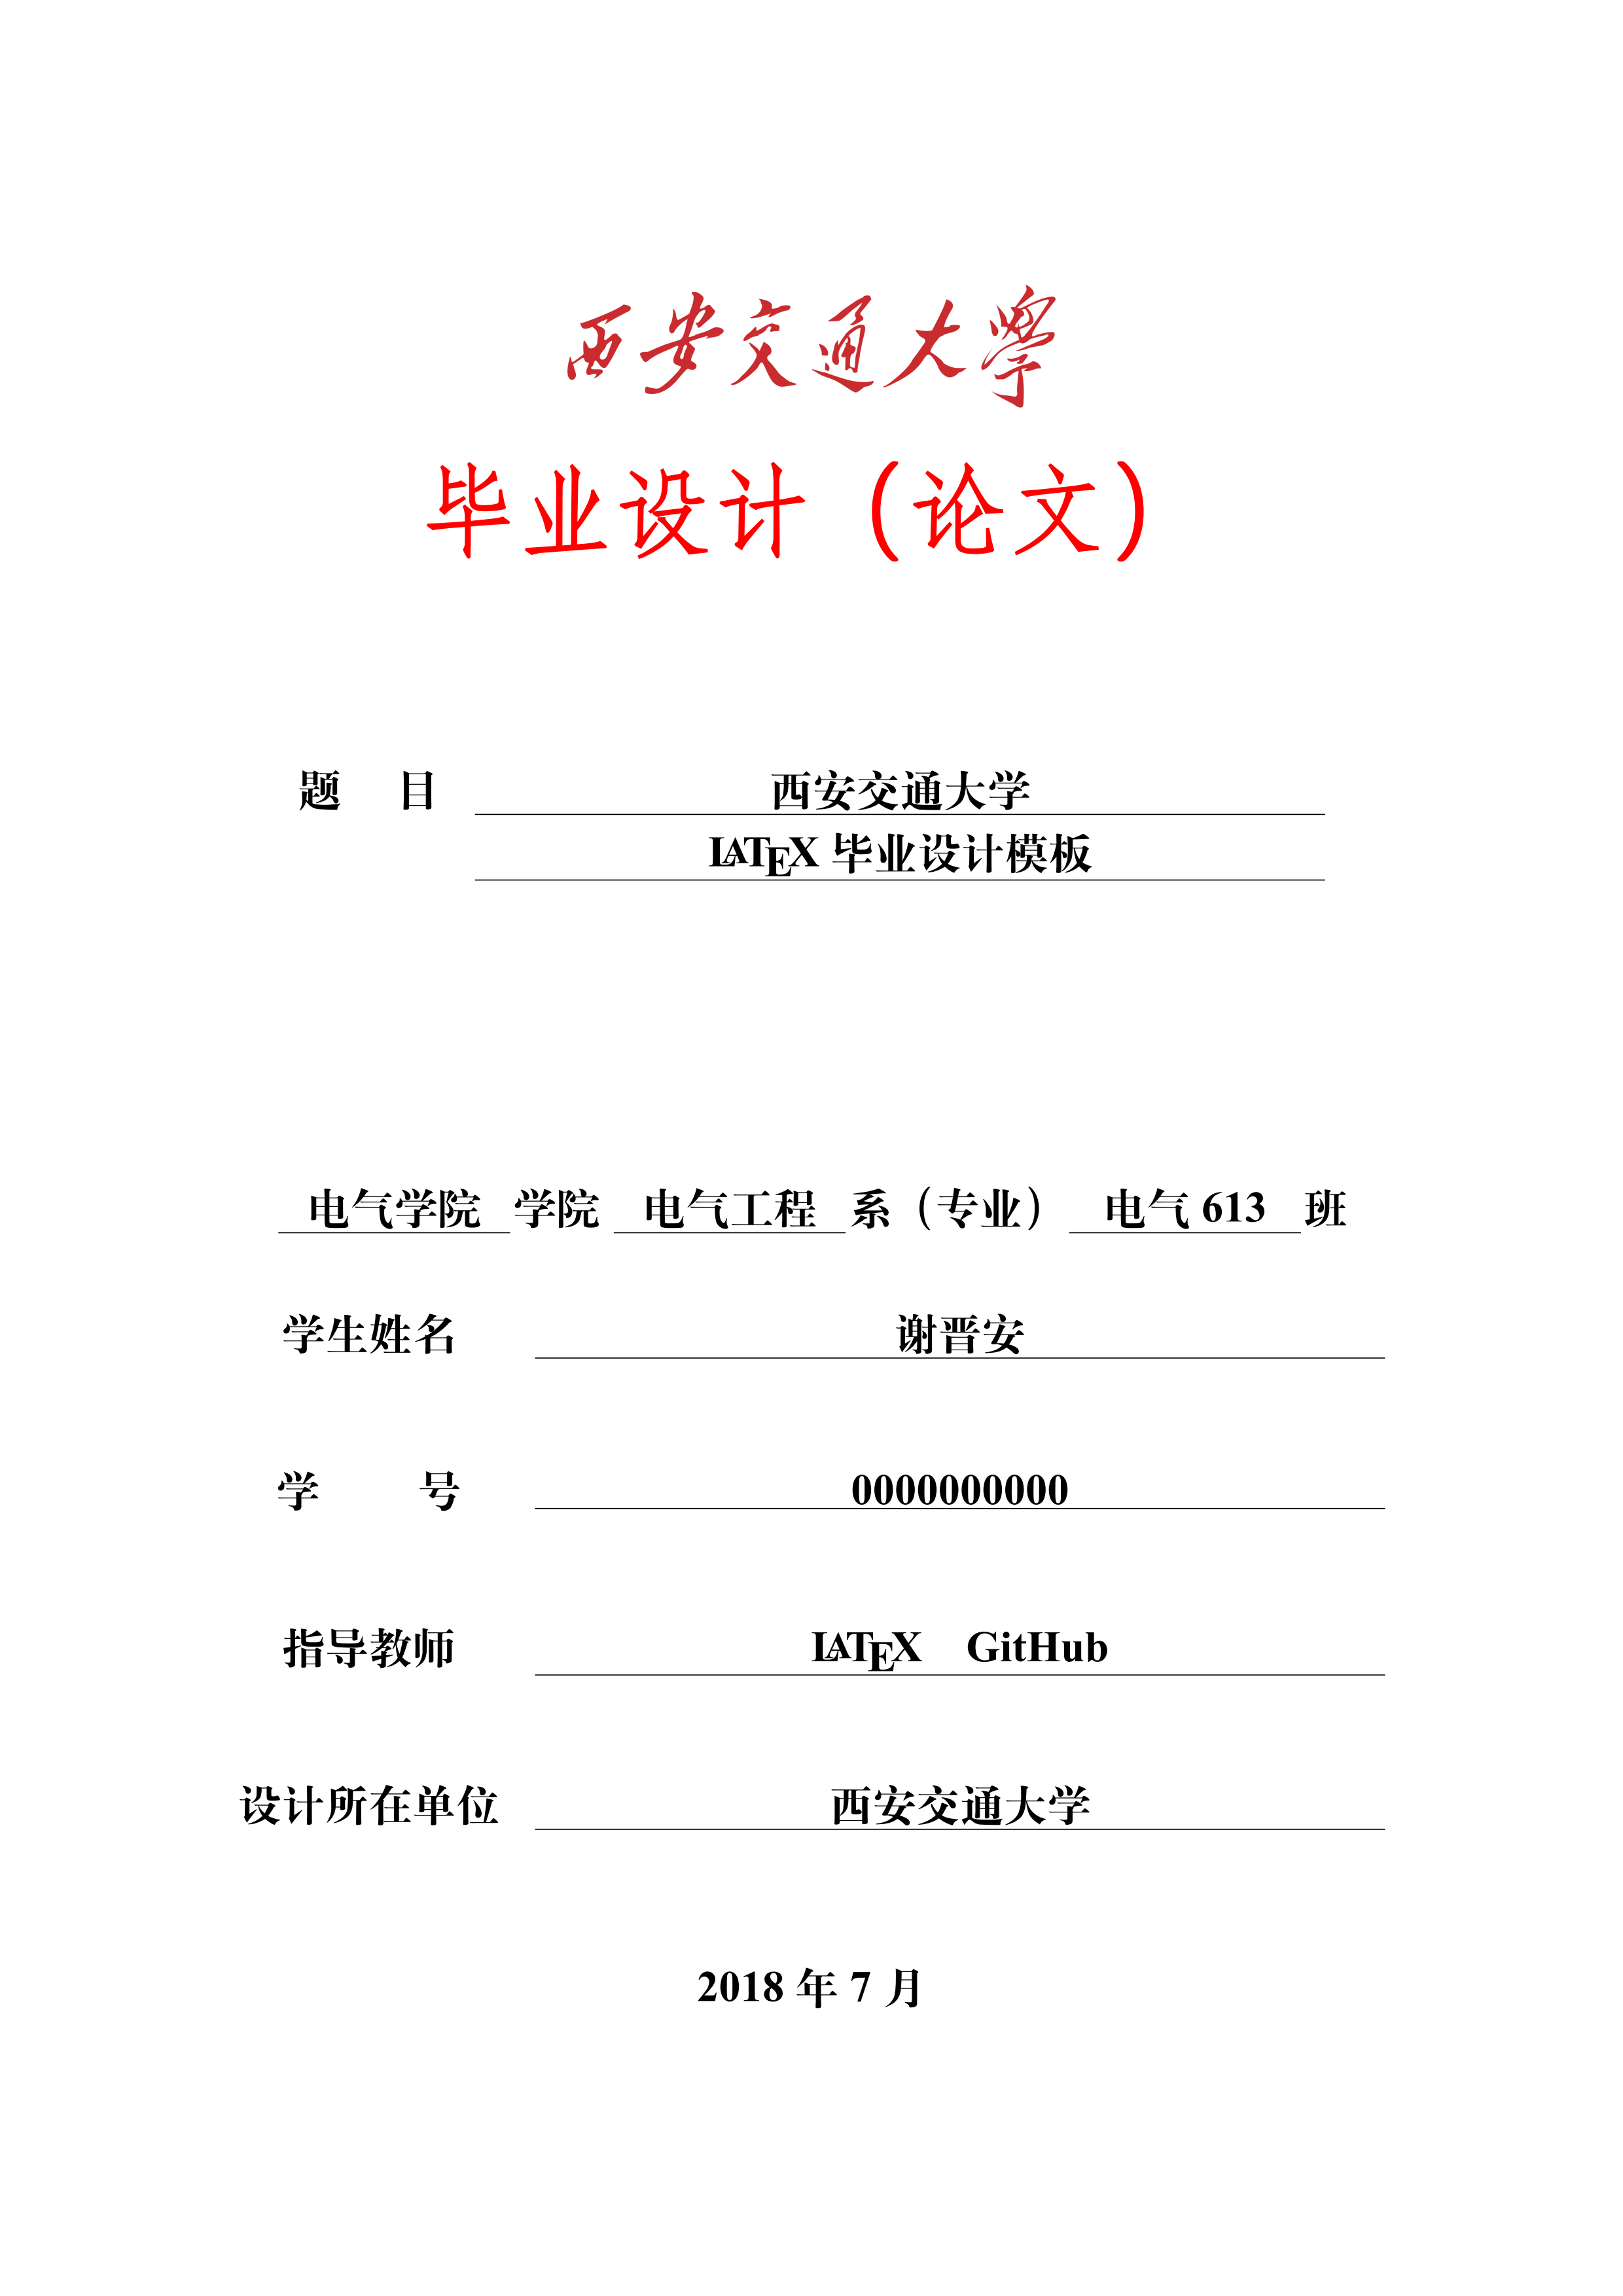 西安交通大學
毕业设计（论文）
题 目 西安交通大学
LATEX 毕业设计模板
电气学院 学院 电气工程 系（专业） 电气 613 班
学生姓名 谢晋安
学 号 0000000000
指导教师 LATEX GitHub
设计所在单位 西安交通大学
2018 年 7 月